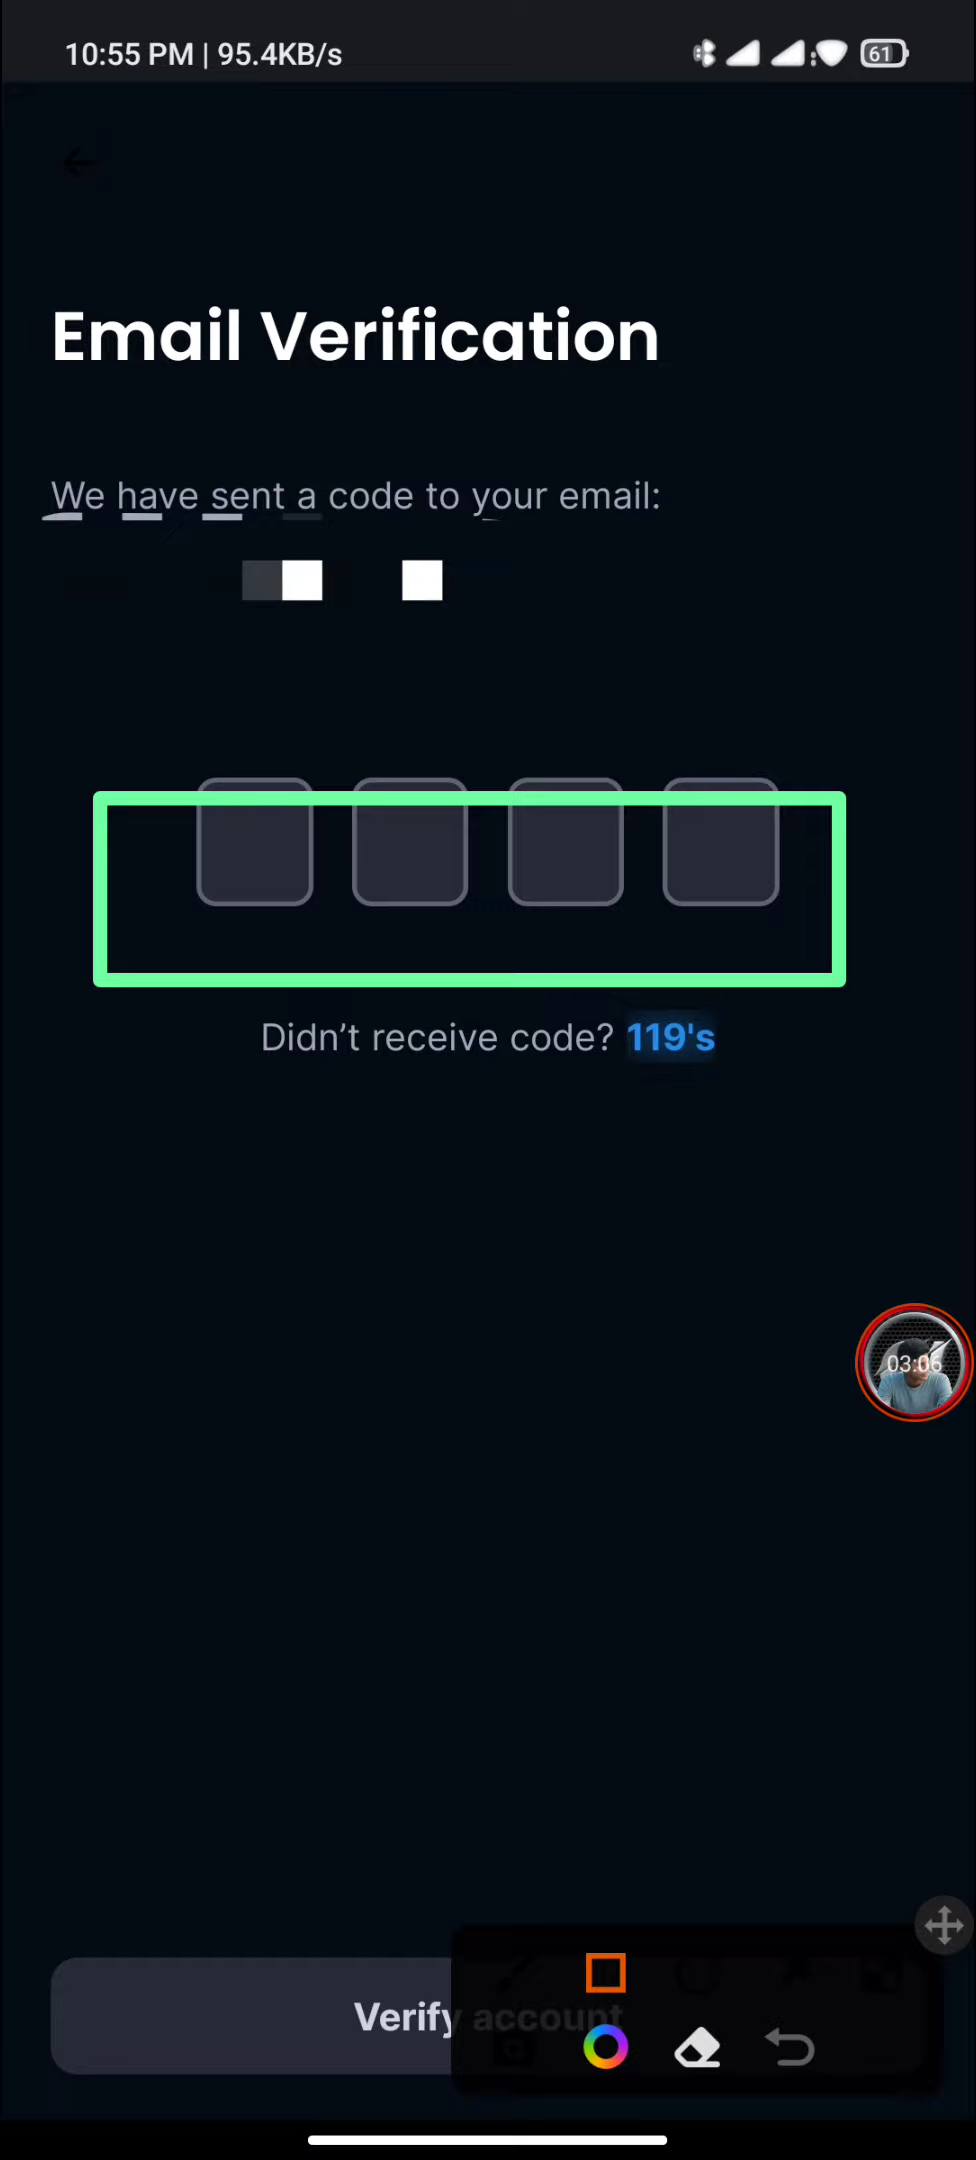 10:55 PM | 95.4KB/s
61
Email Verification
We have sent a code to your email:
Didn't receive code? 119's
03:06
Verify account